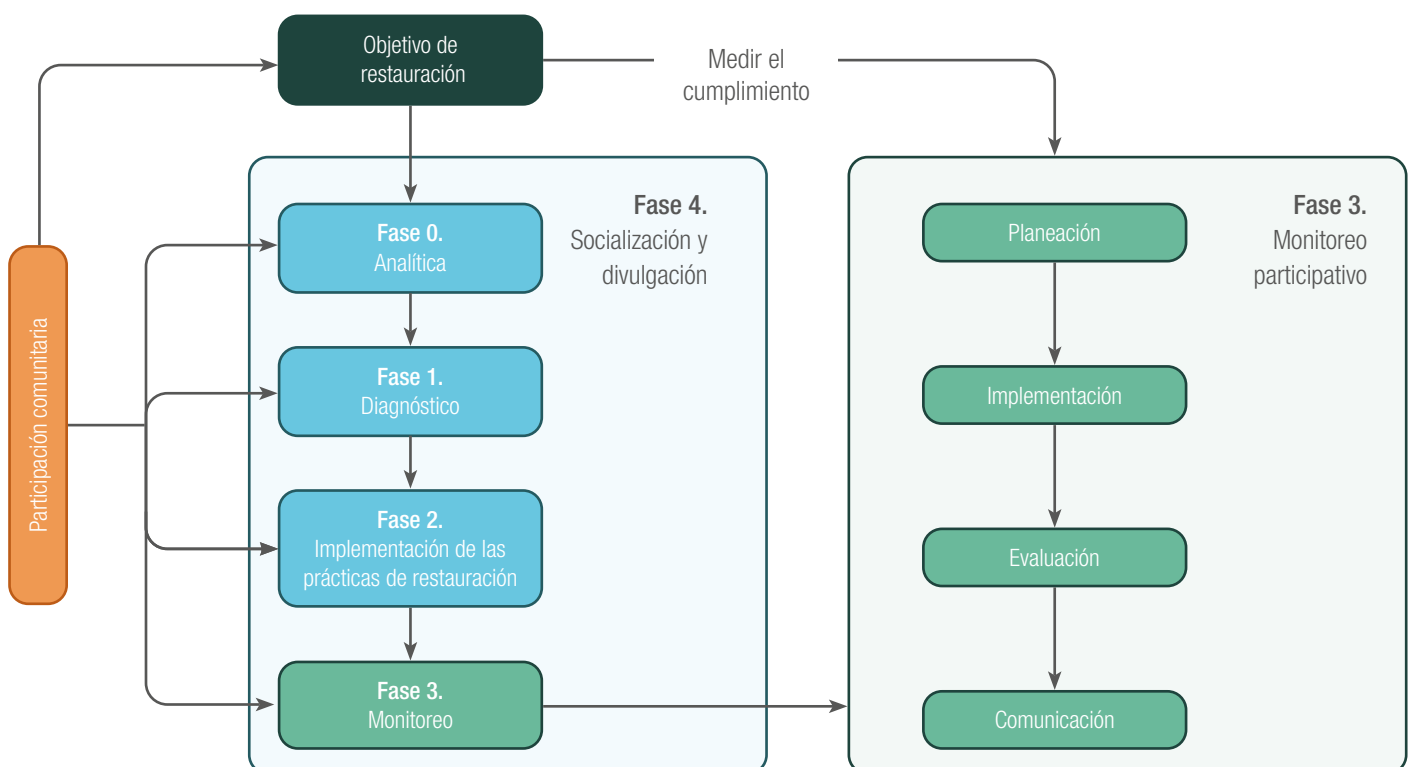 Objetivo de
restauración
Medir el
cumplimiento
Participación comunitaria
Fase 4.
Socialización y
divulgación
Fase 0.
Analítica
Fase 1.
Diagnóstico
Fase 2.
Implementación de las
prácticas de restauración
Fase 3.
Monitoreo
Fase 3.
Monitoreo
participativo
Planeación
Implementación
Evaluación
Comunicación